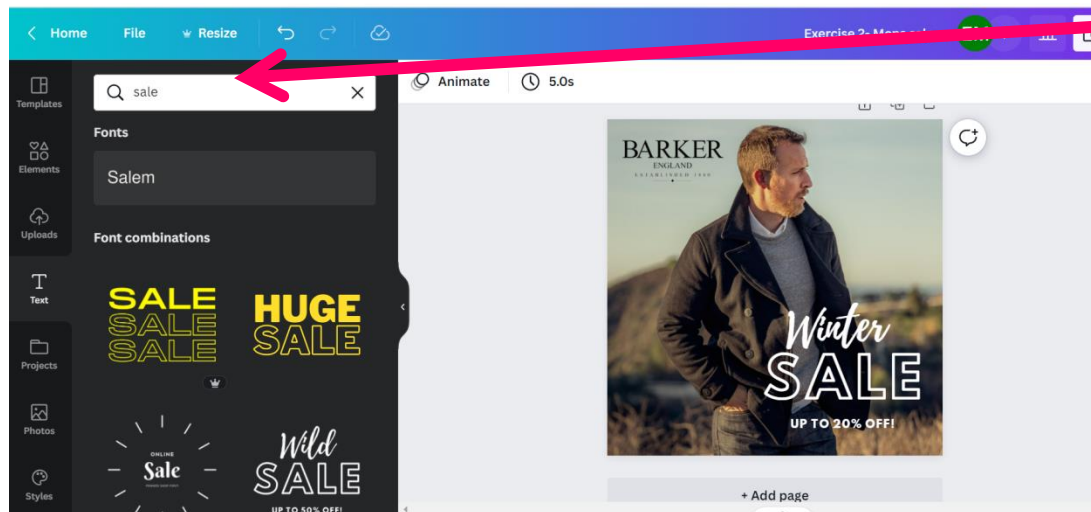 Home File Resize
Exercise 2-
Templates
Elements
Uploads
Text
Projects
Photos
Styles
sale
Fonts
Salem
Font combinations
SALE
SALE
SALE
HUGE
SALE
ONLINE
Sale
Wild
SALE
UP TO 50% OFF!
Animate 5.0s
BARKER
ENGLAND
ESTABLISHED 1880
Winter
SALE
UP TO 20% OFF!
+ Add page